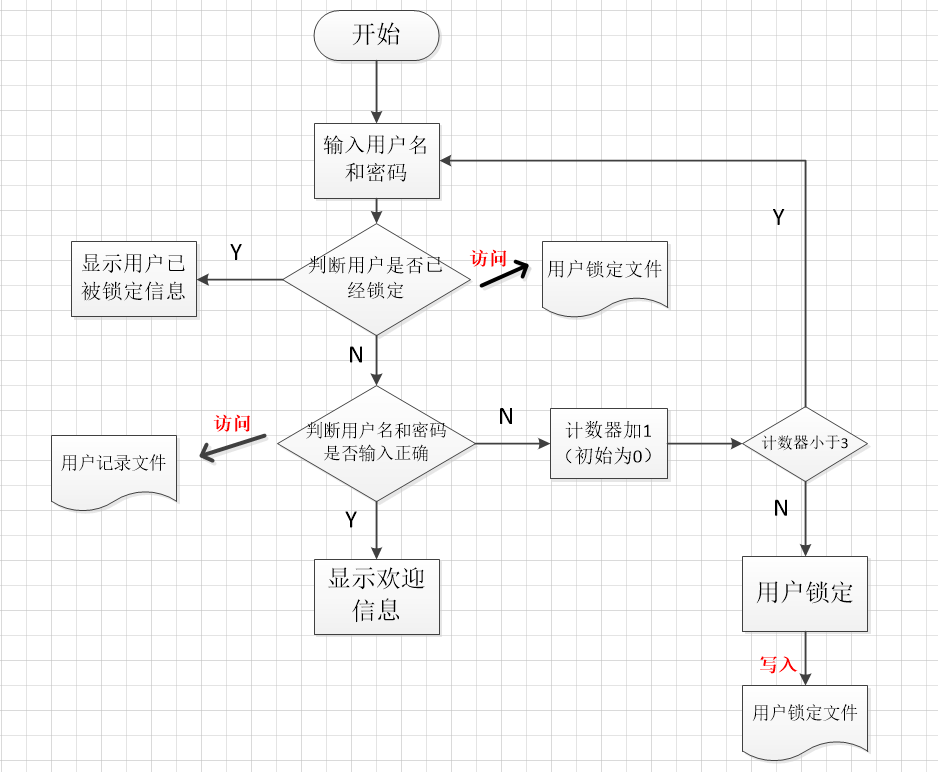 开始
输入用户名
和密码
Y
Y
显示用户已
被锁定信息
判断用户是否已
经锁定
访问
用户锁定文件
N
访问
用户记录文件
判断用户名和密码
是否输入正确
N
计数器加1
（初始为0）
计数器小于3
Y
N
显示欢迎
信息
用户锁定
写入
用户锁定文件